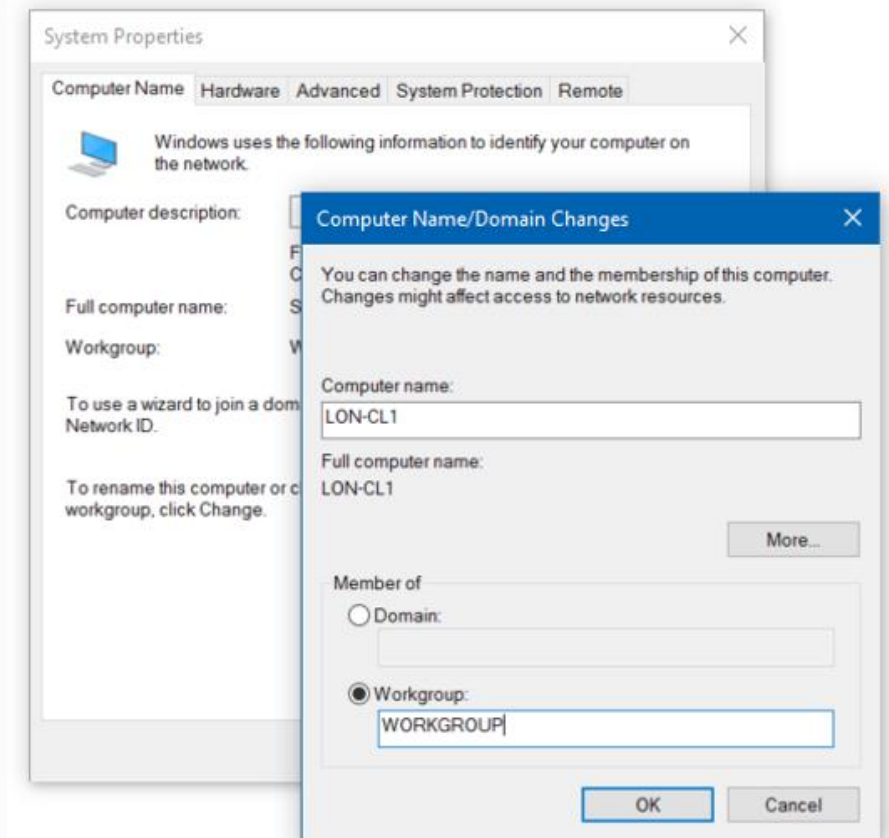 System Properties
Computer Name Hardware Advanced System Protection Remote
Windows uses the following information to identify your computer on
the network.
Computer description:
Full computer name:
Workgroup:
To use a wizard to join a dom
Network ID.
To rename this computer or c
workgroup, click Change.
Computer Name/Domain Changes
You can change the name and the membership of this computer.
Changes might affect access to network resources.
Computer name:
LON-CL1
Full computer name:
LON-CL1
More...
Member of
Domain:
Workgroup:
WORKGROUP
OK Cancel